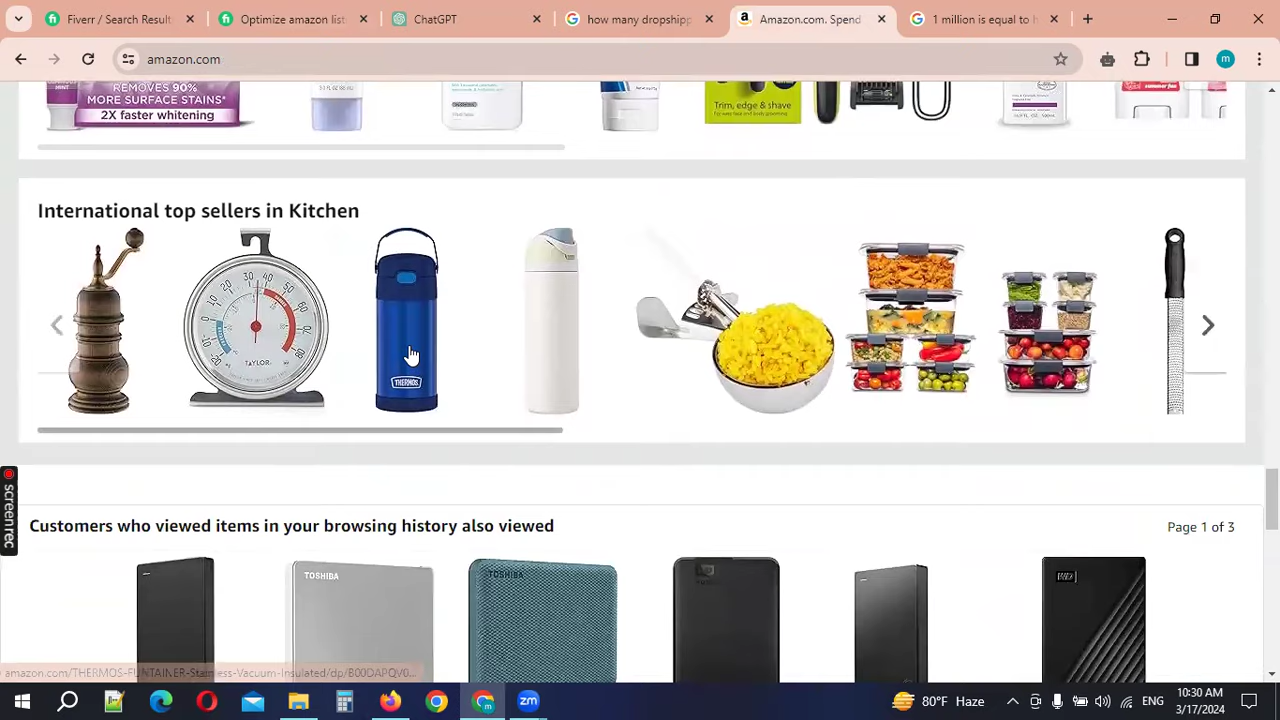 Fiverr / Search Result
Optimize amazon list
ChatGPT
how many dropshipp
Amazon.com. Spend
1 million is equal to h
amazon.com
m
REMOVES 90%
MORE SURFACE STAINS*
2X faster whitening
Trim, edge & shave
International top sellers in Kitchen
TAYLOR
THERMOS
Customers who viewed items in your browsing history also viewed
Page 1 of 3
TOSHIBA
TOSHIBA
WD
screen rec
amazon.com/THERMOS-FUNTAINER-Stainless-Vacuum-Insulated/dp/B00DAPQV0...
80°F Haze
ENG
10:30 AM
3/17/2024